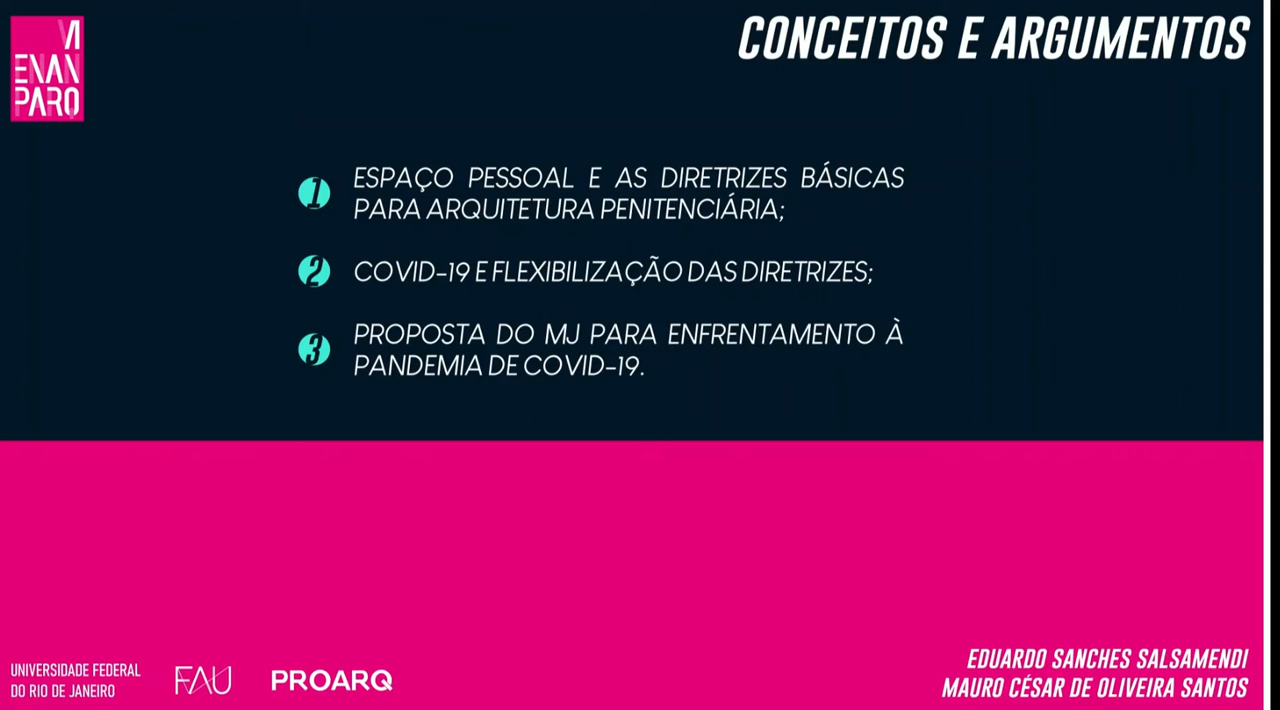 VI
ENAN
PARQ
CONCEITOS E ARGUMENTOS
1 ESPAÇO PESSOAL E AS DIRETRIZES BÁSICAS
PARA ARQUITETURA PENITENCIÁRIA;
2 COVID-19 E FLEXIBILIZAÇÃO DAS DIRETRIZES;
3 PROPOSTA DO MJ PARA ENFRENTAMENTO À
PANDEMIA DE COVID-19.
UNIVERSIDADE FEDERAL
DO RIO DE JANEIRO
FAU
PROARQ
EDUARDO SANCHES SALSAMENDI
MAURO CÉSAR DE OLIVEIRA SANTOS